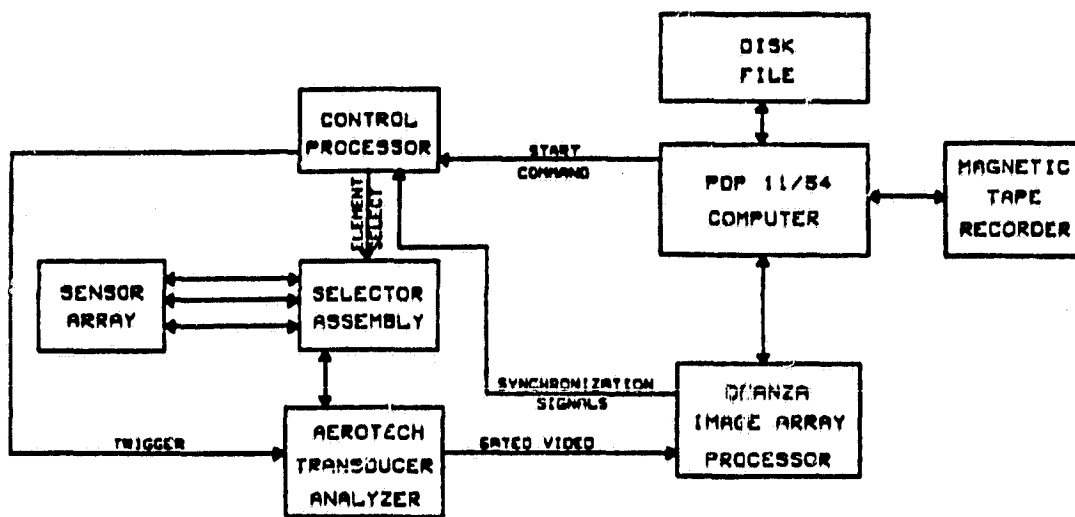 DISK
FILE
CONTROL
PROCESSOR
START
COMMAND
PDP 11/54
COMPUTER
MAGNETIC
TAPE
RECORDER
ELEMENT
SELECT
SENSOR
ARRAY
SELECTOR
ASSEMBLY
SYNCHRONIZATION
SIGNALS
IMAGE ARRAY
PROCESSOR
TRIGGER
AEROTECH
TRANSDUCER
ANALYZER
GATED VIDEO